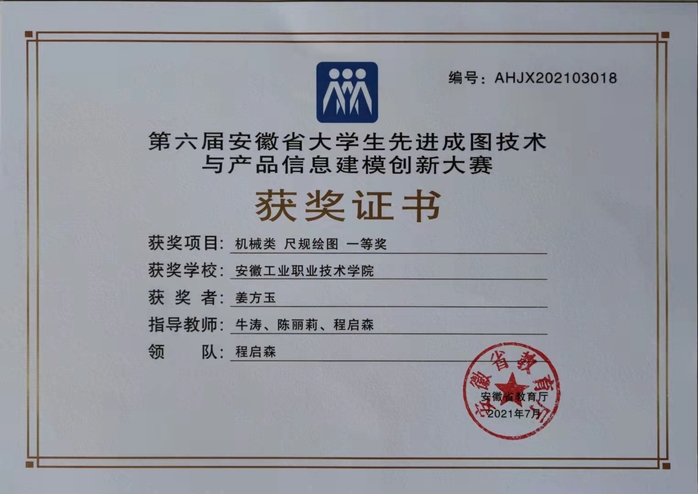 编号：AHJX202103018
第六届安徽省大学生先进成图技术
与产品信息建模创新大赛
获奖证书
获奖项目：机械类 尺规绘图 一等奖
获奖学校：安徽工业职业技术学院
获奖者：姜方玉
指导教师：牛涛、陈丽莉、程启森
领队：程启森
安徽省教育厅
安徽省教育厅
2021年7月